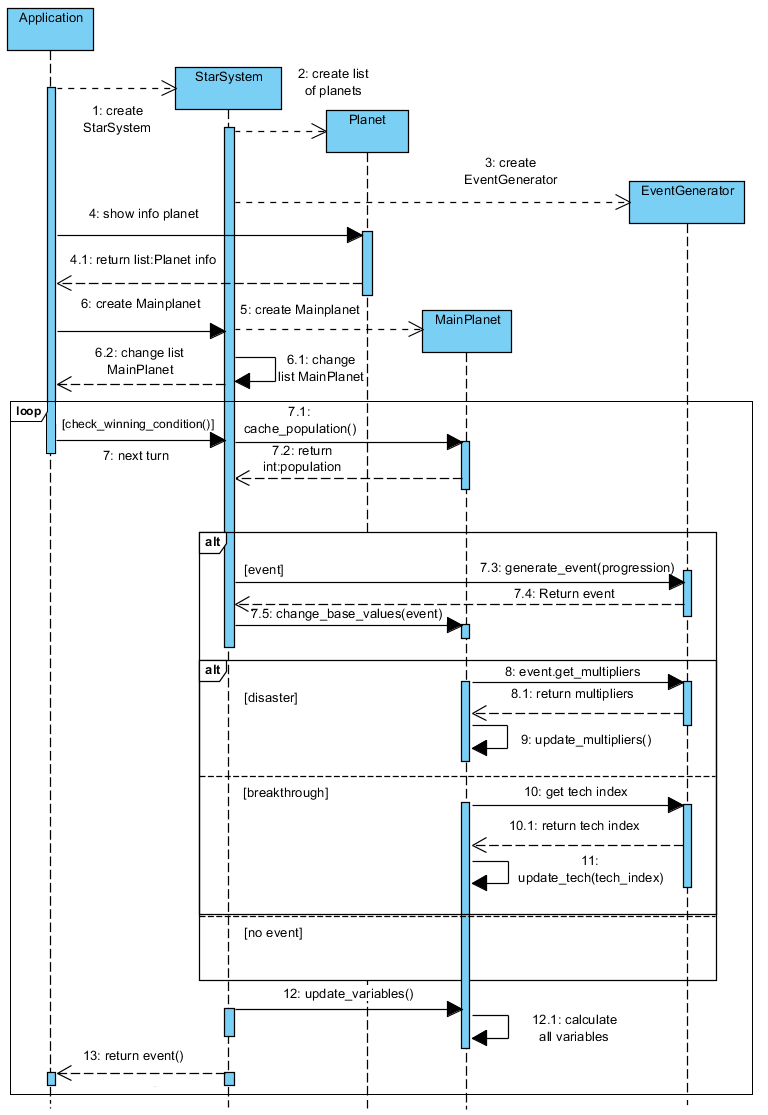 Application
StarSystem
2: create list
of planets
1: create
StarSystem
Planet
3: create
EventGenerator
EventGenerator
4: show info planet
4.1: return list:Planet info
6: create Mainplanet
5: create Mainplanet
MainPlanet
6.2: change list
MainPlanet
6.1: change
list MainPlanet
loop
[check_winning_condition()]
7: next turn
7.1:
cache_population()
7.2: return
int:population
alt
[event]
7.3: generate_event(progression)
7.4: Return event
7.5: change_base_values(event)
alt
[disaster]
8: event.get_multipliers
8.1: return multipliers
9: update_multipliers()
[breakthrough]
10: get tech index
10.1: return tech index
11:
update_tech(tech_index)
[no event]
12: update_variables()
12.1: calculate
all variables
13: return event()